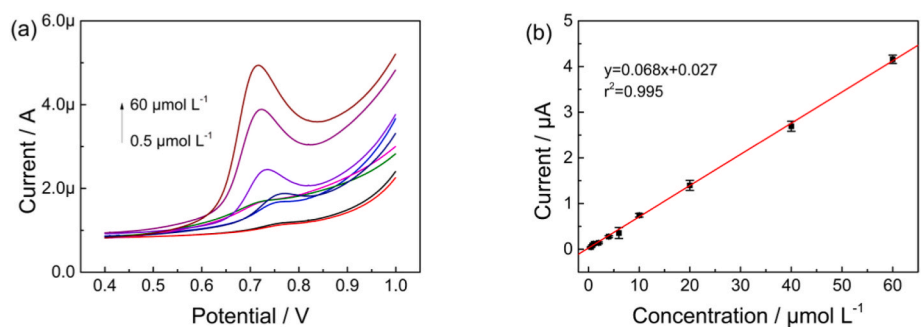 (a)
6.0µ
4.0µ
2.0µ
0.0
Current / A
60 µmol L⁻¹
0.5 µmol L⁻¹
0.4 0.5 0.6 0.7 0.8 0.9 1.0
Potential / V
(b)
5
4
3
2
1
0
Current / µA
y=0.068x+0.027
r²=0.995
0 10 20 30 40 50 60
Concentration / µmol L⁻¹